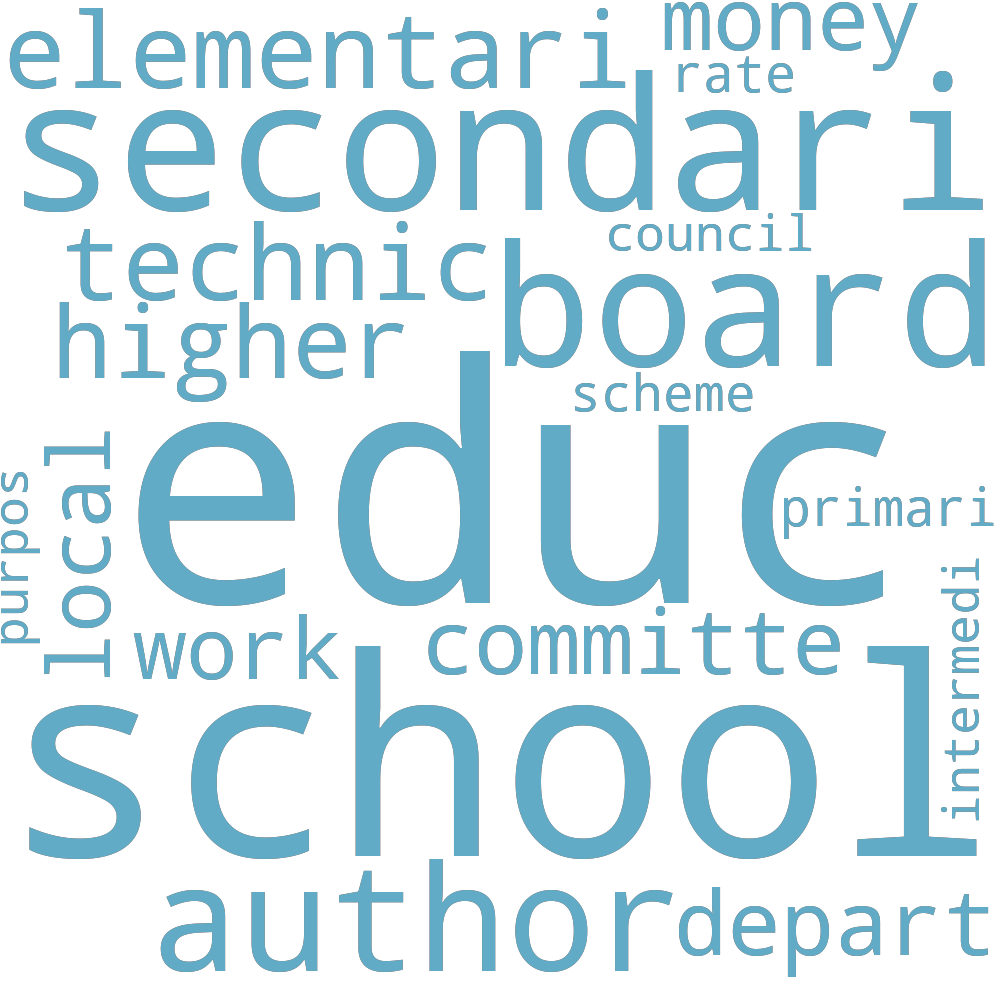 elementari
money
rate
secondari
council
technic
board
higher
scheme
educ
local
primari
purpos
intermedi
work
committe
school
author
depart